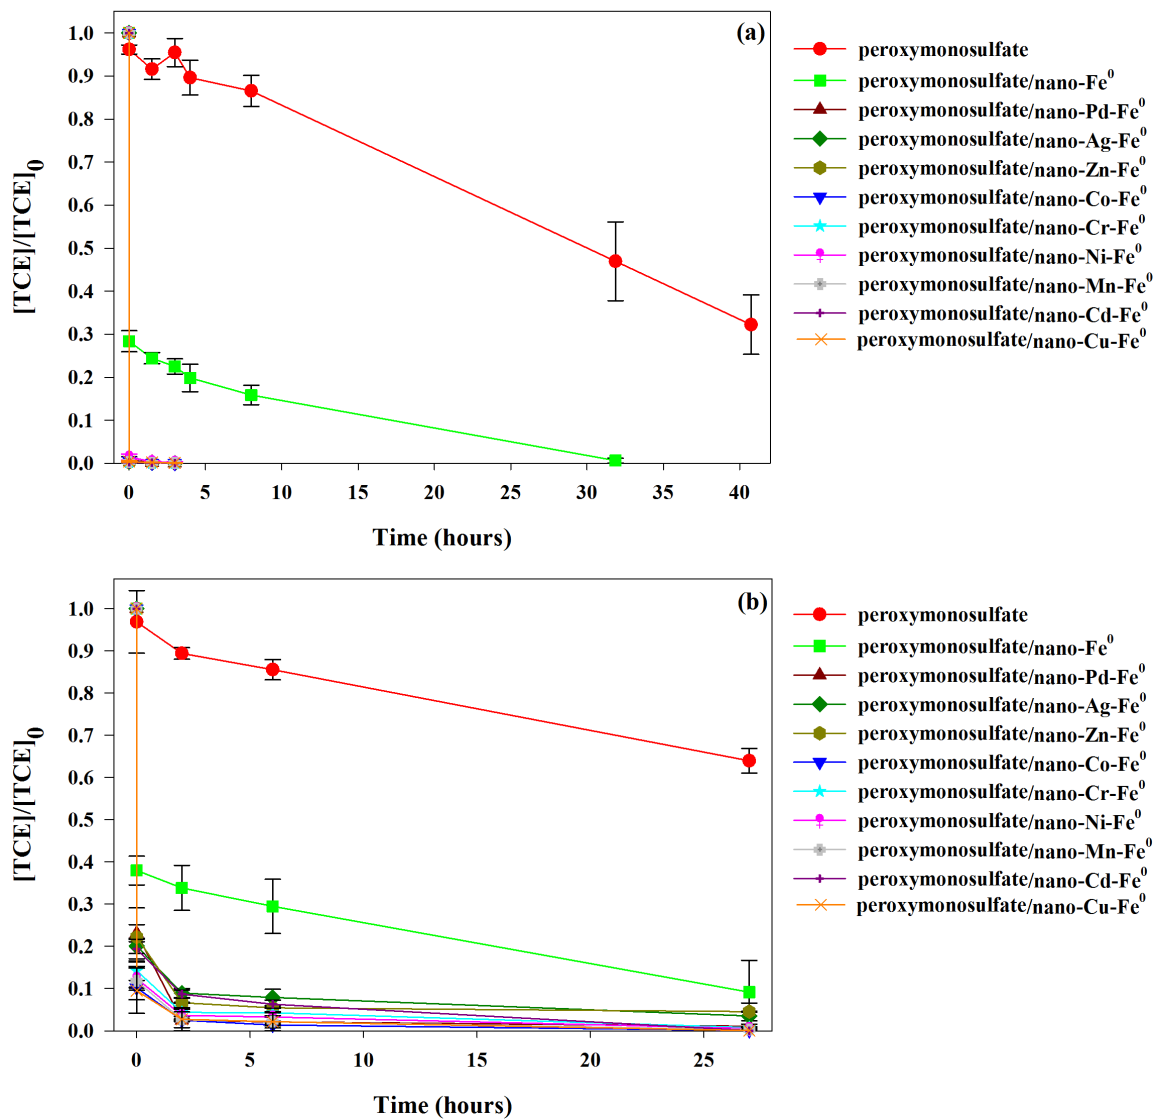 (a)
1.0
0.9
0.8
0.7
0.6
0.5
0.4
0.3
0.2
0.1
0.0
[TCE]/[TCE]0
0 5 10 15 20 25 30 35 40
Time (hours)
peroxymonosulfate
peroxymonosulfate/nano-Fe0
peroxymonosulfate/nano-Pd-Fe0
peroxymonosulfate/nano-Ag-Fe0
peroxymonosulfate/nano-Zn-Fe0
peroxymonosulfate/nano-Co-Fe0
peroxymonosulfate/nano-Cr-Fe0
peroxymonosulfate/nano-Ni-Fe0
peroxymonosulfate/nano-Mn-Fe0
peroxymonosulfate/nano-Cd-Fe0
peroxymonosulfate/nano-Cu-Fe0
(b)
1.0
0.9
0.8
0.7
0.6
0.5
0.4
0.3
0.2
0.1
0.0
[TCE]/[TCE]0
0 5 10 15 20 25
Time (hours)
peroxymonosulfate
peroxymonosulfate/nano-Fe0
peroxymonosulfate/nano-Pd-Fe0
peroxymonosulfate/nano-Ag-Fe0
peroxymonosulfate/nano-Zn-Fe0
peroxymonosulfate/nano-Co-Fe0
peroxymonosulfate/nano-Cr-Fe0
peroxymonosulfate/nano-Ni-Fe0
peroxymonosulfate/nano-Mn-Fe0
peroxymonosulfate/nano-Cd-Fe0
peroxymonosulfate/nano-Cu-Fe0